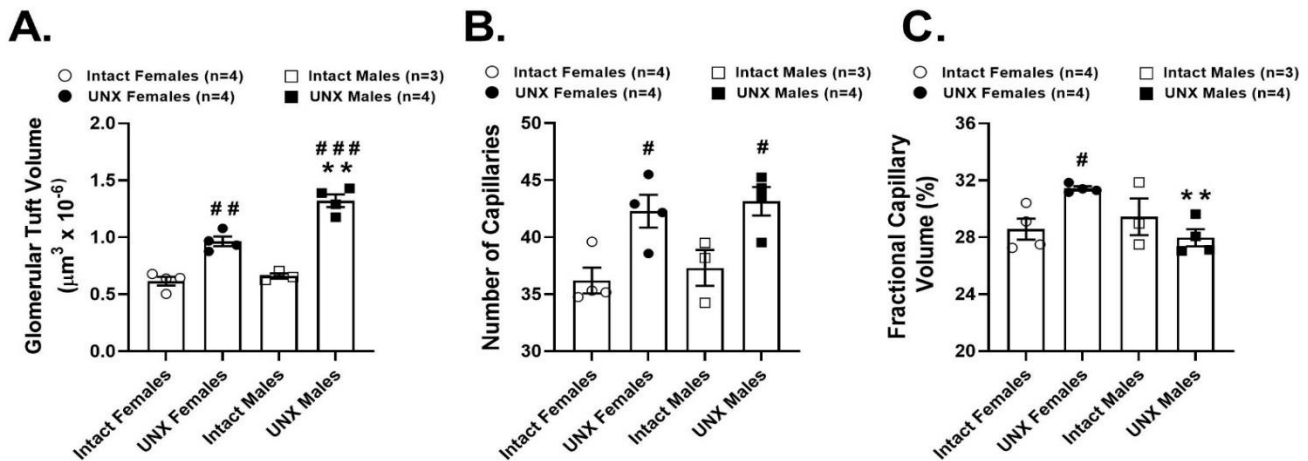 A.
Intact Females (n=4)
Intact Males (n=3)
UNX Females (n=4)
UNX Males (n=4)
Glomerular Tuft Volume
(μm³ x 10⁻⁶)
2.0
1.5
1.0
0.5
0.0
##
###
**
Intact Females
UNX Females
Intact Males
UNX Males
B.
Intact Females (n=4)
Intact Males (n=3)
UNX Females (n=4)
UNX Males (n=4)
Number of Capillaries
50
45
40
35
30
#
#
Intact Females
UNX Females
Intact Males
UNX Males
C.
Intact Females (n=4)
Intact Males (n=3)
UNX Females (n=4)
UNX Males (n=4)
Fractional Capillary
Volume (%)
36
32
28
24
20
#
**
Intact Females
UNX Females
Intact Males
UNX Males